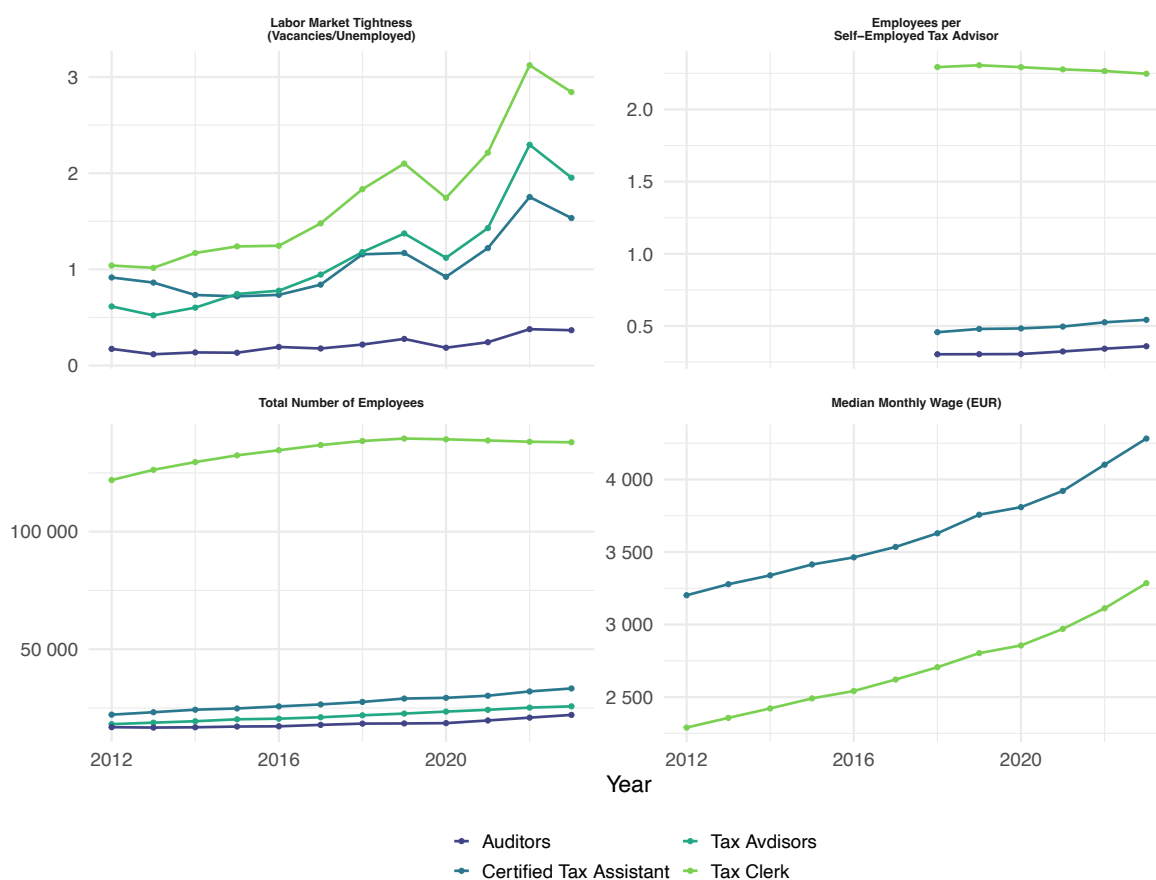 Labor Market Tightness
(Vacancies/Unemployed)
Employees per
Self−Employed Tax Advisor
3
2
1
0
2.0
1.5
1.0
0.5
Total Number of Employees
Median Monthly Wage (EUR)
100 000
50 000
4 000
3 500
3 000
2 500
2012 2016 2020
2012 2016 2020
Year
Auditors
Tax Avdisors
Certified Tax Assistant
Tax Clerk